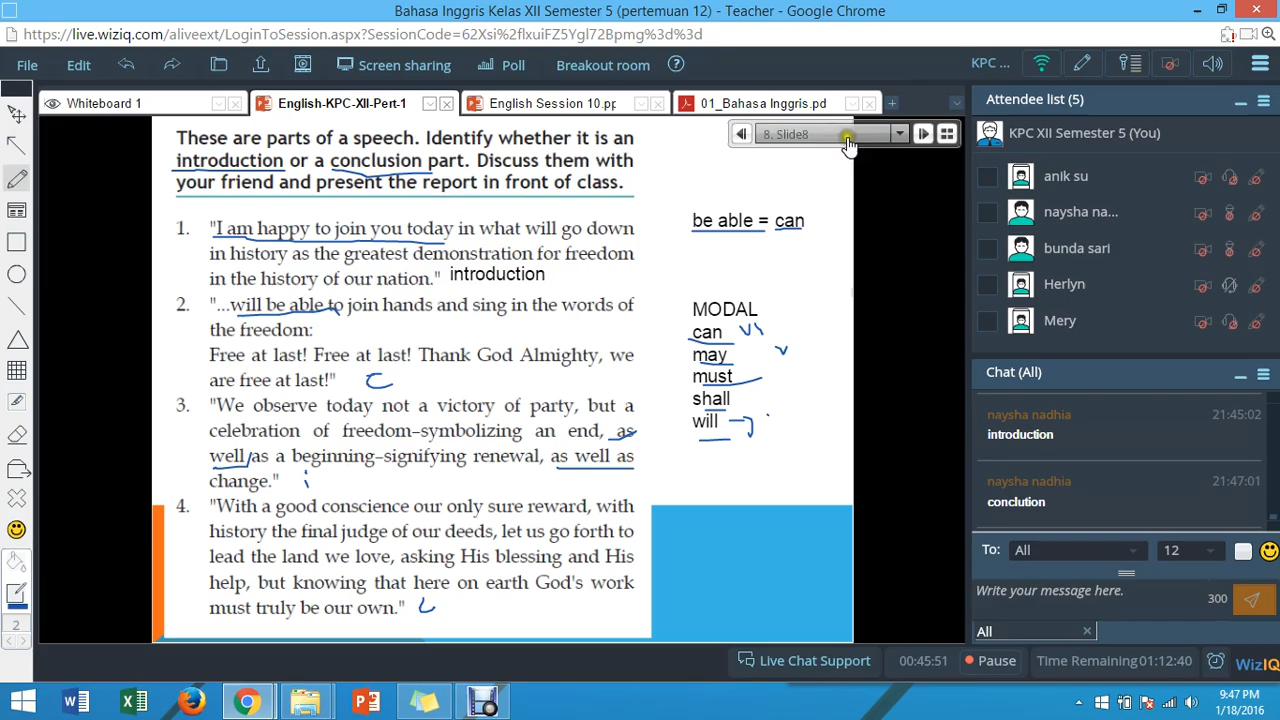 Bahasa Inggris Kelas XII Semester 5 (pertemuan 12) - Teacher - Google Chrome
https://live.wiziq.com/aliveext/LoginToSession.aspx?SessionCode=62Xsi%2flxuiFZ5Ygl72Bpmg%3d%3d
File Edit Screen sharing Poll Breakout room KPC ...
Whiteboard 1 English-KPC-XII-Pert-1 English Session 10.pp 01_Bahasa Inggris.pd
8. Slide8
These are parts of a speech. Identify whether it is an
introduction or a conclusion part. Discuss them with
your friend and present the report in front of class.
1. "I am happy to join you today in what will go down
in history as the greatest demonstration for freedom
in the history of our nation." introduction
2. "...will be able to join hands and sing in the words of
the freedom:
Free at last! Free at last! Thank God Almighty, we
are free at last!" C
3. "We observe today not a victory of party, but a
celebration of freedom–symbolizing an end, as
well as a beginning–signifying renewal, as well as
change." i
4. "With a good conscience our only sure reward, with
history the final judge of our deeds, let us go forth to
lead the land we love, asking His blessing and His
help, but knowing that here on earth God's work
must truly be our own."
be able = can
MODAL
can
may
must
shall
will
2
Attendee list (5)
KPC XII Semester 5 (You)
anik su
naysha na...
bunda sari
Herlyn
Mery
Chat (All)
naysha nadhia 21:45:02
introduction
naysha nadhia 21:47:01
conclution
To: All 12
Write your message here.
300
All
Live Chat Support 00:45:51 Pause Time Remaining 01:12:40 WizIQ
9:47 PM
1/18/2016